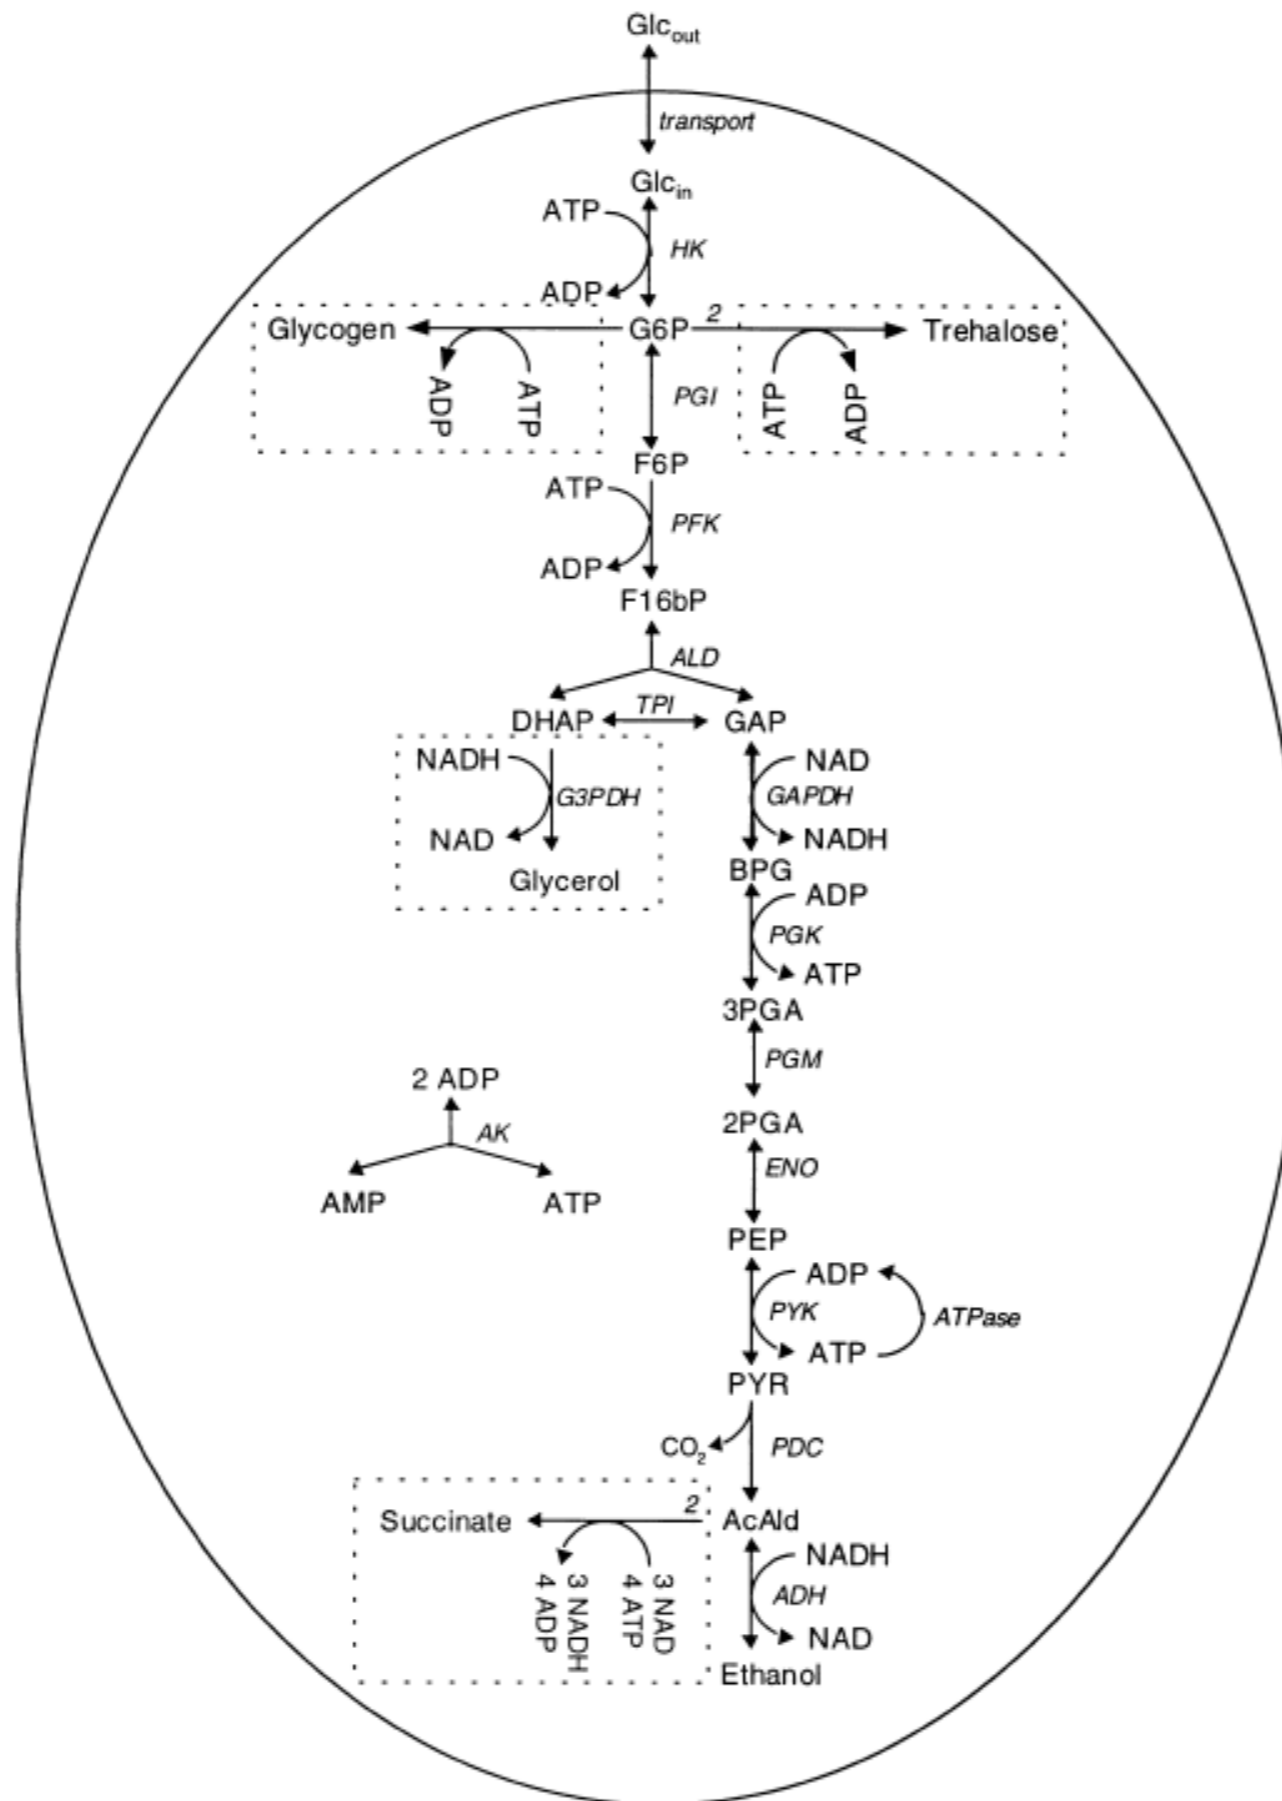 Glcout
transport
Glcin
ATP
HK
ADP
Glycogen
G6P
2
Trehalose
ADP
ATP
PGI
ATP
ADP
F6P
ATP
PFK
ADP
F16bP
ALD
DHAP
TPI
GAP
NADH
NAD
G3PDH
GAPDH
NAD
NADH
Glycerol
BPG
ADP
PGK
ATP
3PGA
PGM
2 ADP
AK
2PGA
ENO
AMP
ATP
PEP
ADP
PYK
ATPase
ATP
PYR
CO2
PDC
Succinate
2
AcAld
NADH
3 NAD
4 ATP
3 NADH
4 ADP
ADH
NAD
Ethanol